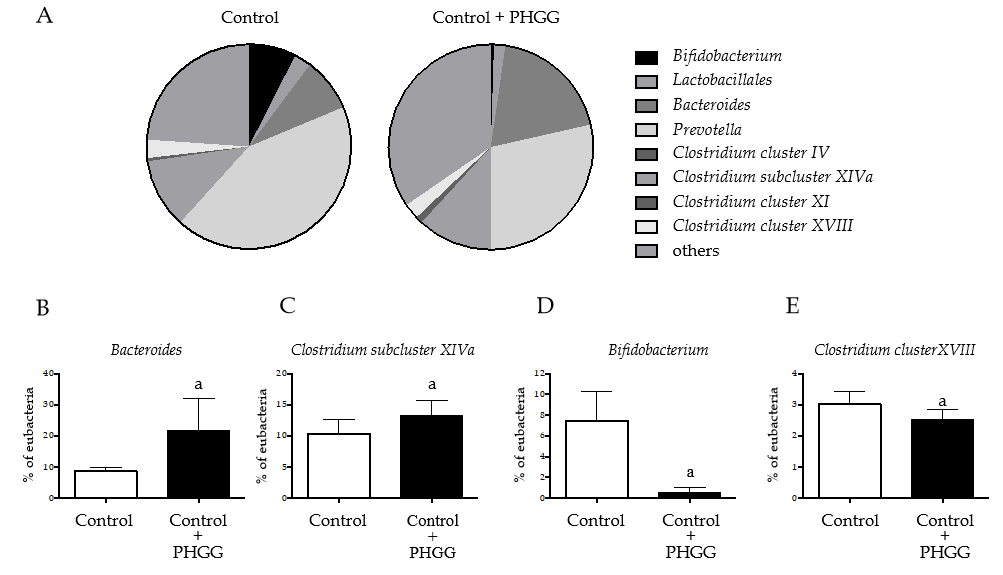 A
Control
Control + PHGG
Bifidobacterium
Lactobacillales
Bacteroides
Prevotella
Clostridium cluster IV
Clostridium subcluster XIVa
Clostridium cluster XI
Clostridium cluster XVIII
others
B
Bacteroides
% of eubacteria
40
30
20
10
0
a
Control
Control
+
PHGG
C
Clostridium subcluster XIVa
% of eubacteria
20
15
10
5
0
a
Control
Control
+
PHGG
D
Bifidobacterium
% of eubacteria
12
10
8
6
4
2
0
a
Control
Control
+
PHGG
E
Clostridium clusterXVIII
% of eubacteria
4
3
2
1
0
a
Control
Control
+
PHGG